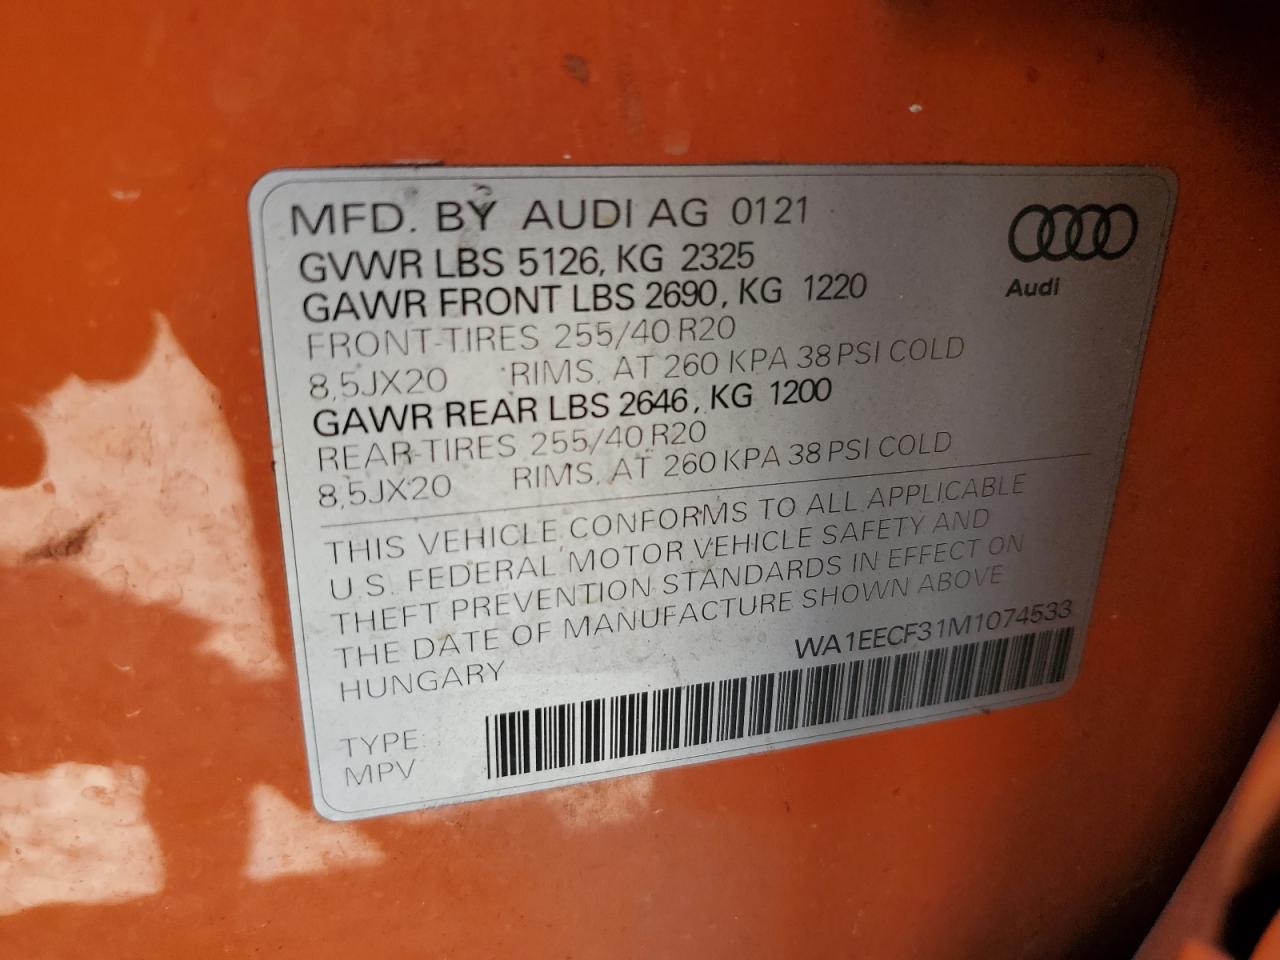 MFD. BY AUDI AG 0121
GVWR LBS 5126, KG 2325
GAWR FRONT LBS 2690, KG 1220
FRONT-TIRES 255/40 R20
8,5JX20 RIMS, AT 260 KPA 38 PSI COLD
GAWR REAR LBS 2646, KG 1200
REAR-TIRES 255/40 R20
8,5JX20 RIMS, AT 260 KPA 38 PSI COLD
THIS VEHICLE CONFORMS TO ALL APPLICABLE
U.S. FEDERAL MOTOR VEHICLE SAFETY AND
THEFT PREVENTION STANDARDS IN EFFECT ON
THE DATE OF MANUFACTURE SHOWN ABOVE
HUNGARY WA1EECF31M1074533
TYPE:
MPV
Audi